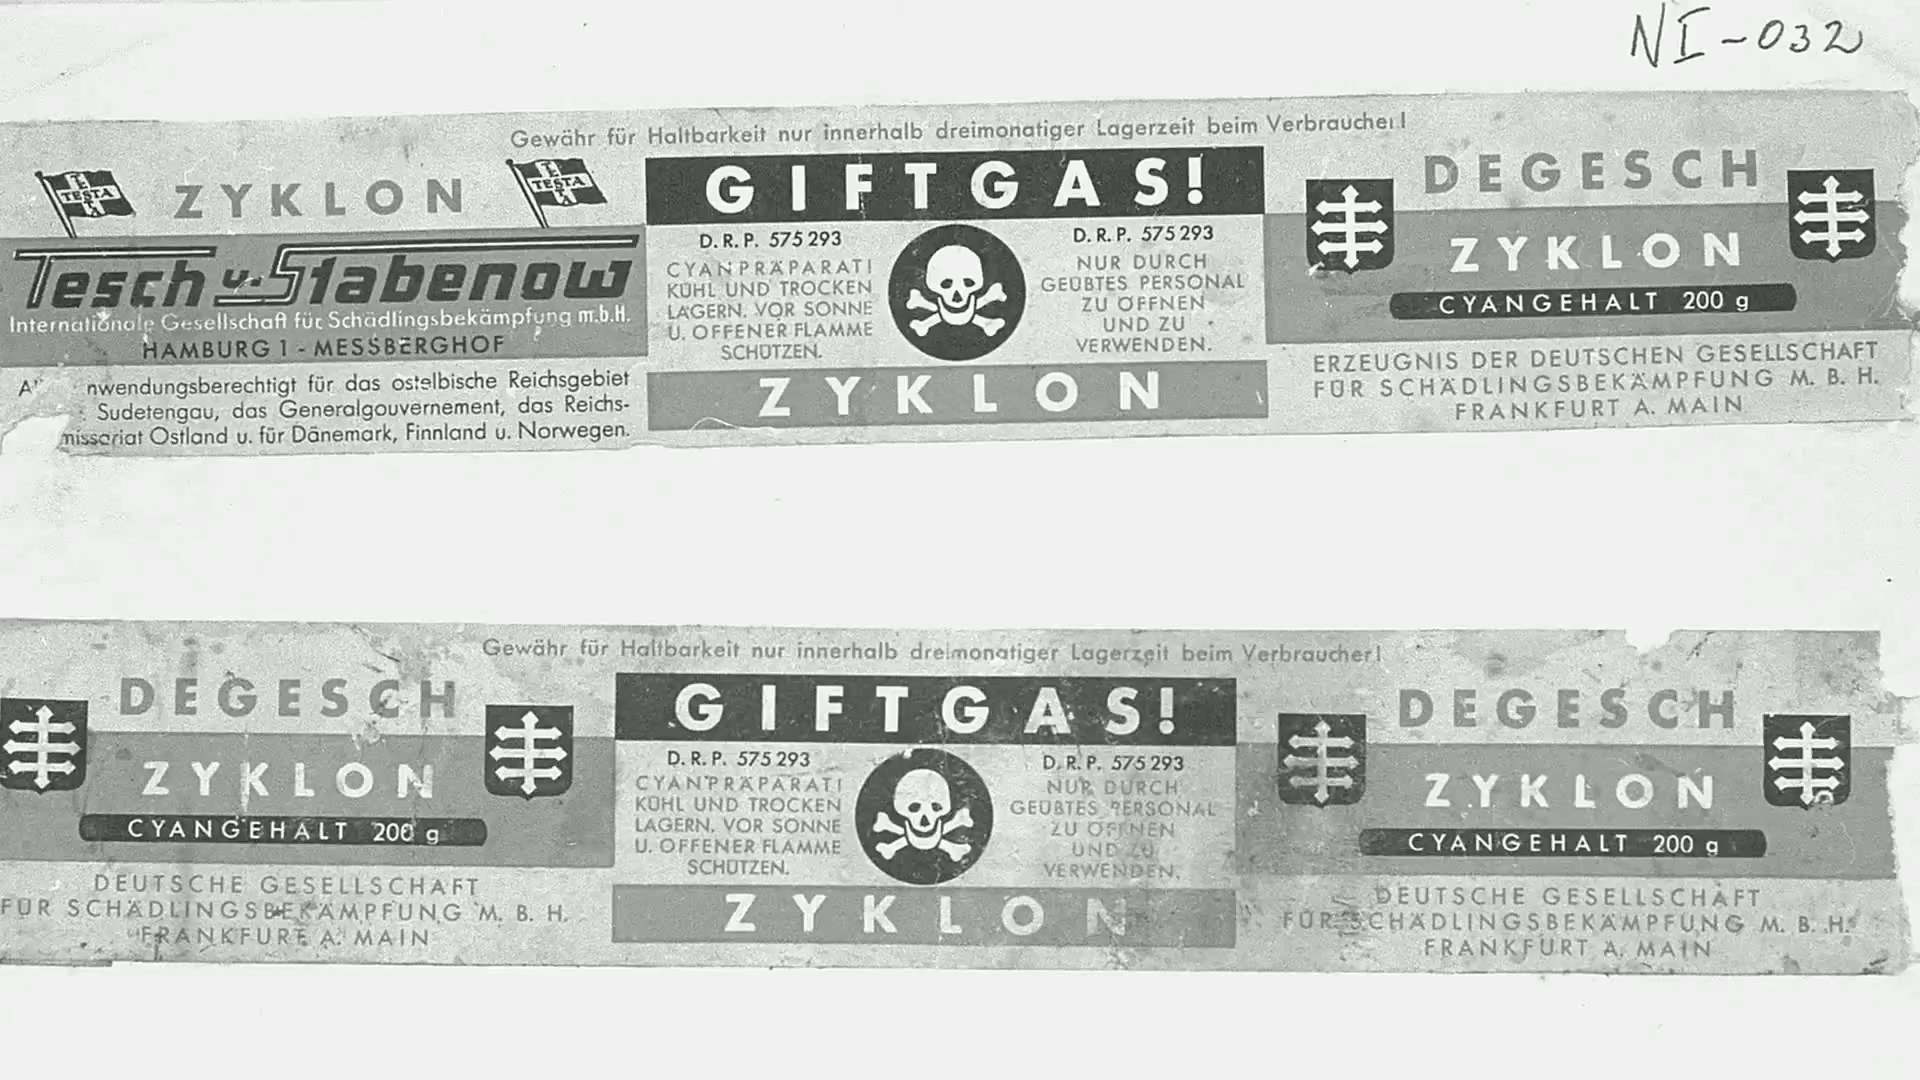 NI-032
Gewähr für Haltbarkeit nur innerhalb dreimonatiger Lagerzeit beim Verbraucher!
TESTA
ZYKLON
TESTA
Tesch u. Stabenow
Internationale Gesellschaft für Schädlingsbekämpfung m.b.H.
HAMBURG 1 - MESSBERGHOF
nwendungsberechtigt für das ostelbische Reichsgebiet
Sudetengau, das Generalgouvernement, das Reichs-
missariat Ostland u. für Dänemark, Finnland u. Norwegen.
GIFTGAS!
D. R. P. 575 293
CYANPRÄPARAT!
KÜHL UND TROCKEN
LAGERN. VOR SONNE
U. OFFENER FLAMME
SCHÜTZEN.
D. R. P. 575 293
NUR DURCH
GEÜBTES PERSONAL
ZU ÖFFNEN
UND ZU
VERWENDEN.
ZYKLON
DEGESCH
ZYKLON
CYANGEHALT 200 g
ERZEUGNIS DER DEUTSCHEN GESELLSCHAFT
FÜR SCHÄDLINGSBEKÄMPFUNG M. B. H.
FRANKFURT A. MAIN
Gewähr für Haltbarkeit nur innerhalb dreimonatiger Lagerzeit beim Verbraucher!
DEGESCH
ZYKLON
CYANGEHALT 200 g
DEUTSCHE GESELLSCHAFT
FÜR SCHÄDLINGSBEKÄMPFUNG M. B. H.
FRANKFURT A. MAIN
GIFTGAS!
D. R. P. 575 293
CYANPRÄPARAT!
KÜHL UND TROCKEN
LAGERN. VOR SONNE
U. OFFENER FLAMME
SCHÜTZEN.
D. R. P. 575 293
NUR DURCH
GEÜBTES PERSONAL
ZU ÖFFNEN
UND ZU
VERWENDEN.
ZYKLON
DEGESCH
ZYKLON
CYANGEHALT 200 g
DEUTSCHE GESELLSCHAFT
FÜR SCHÄDLINGSBEKÄMPFUNG M. B. H.
FRANKFURT A. MAIN